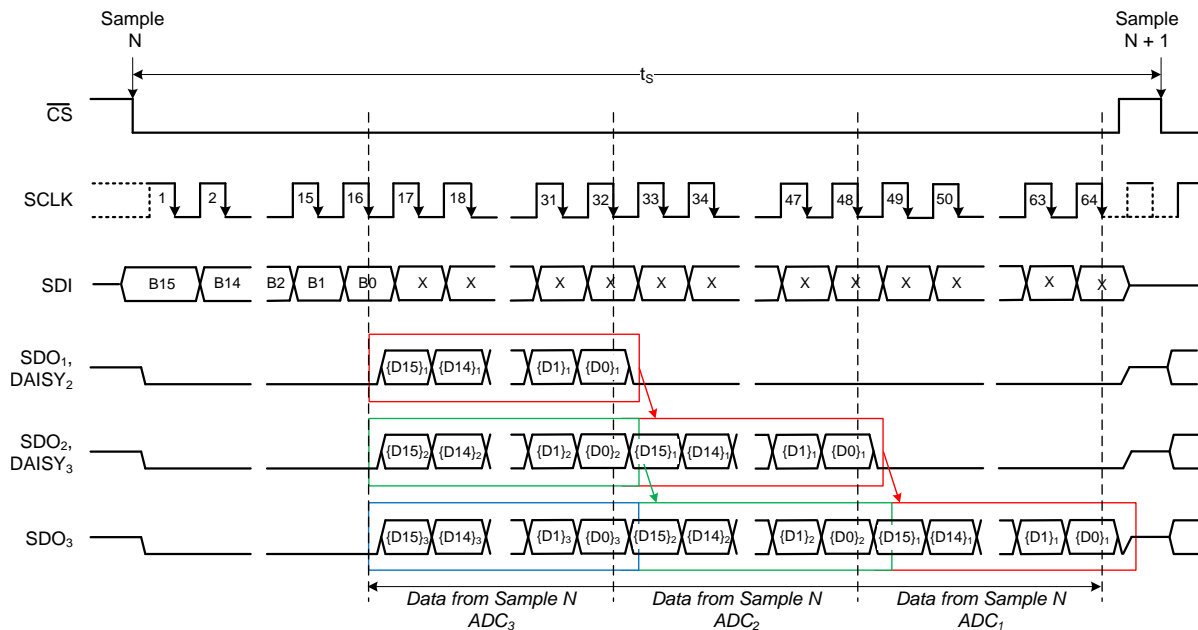 Sample N
Sample N + 1
tS
CS
SCLK 1 2 15 16 17 18 31 32 33 34 47 48 49 50 63 64
SDI B15 B14 B2 B1 B0 X X X X X X X X X X X X
SDO1, DAISY2 {D15}1 {D14}1 {D1}1 {D0}1
SDO2, DAISY3 {D15}2 {D14}2 {D1}2 {D0}2 {D15}1 {D14}1 {D1}1 {D0}1
SDO3 {D15}3 {D14}3 {D1}3 {D0}3 {D15}2 {D14}2 {D1}2 {D0}2 {D15}1 {D14}1 {D1}1 {D0}1
Data from Sample N
ADC3
Data from Sample N
ADC2
Data from Sample N
ADC1